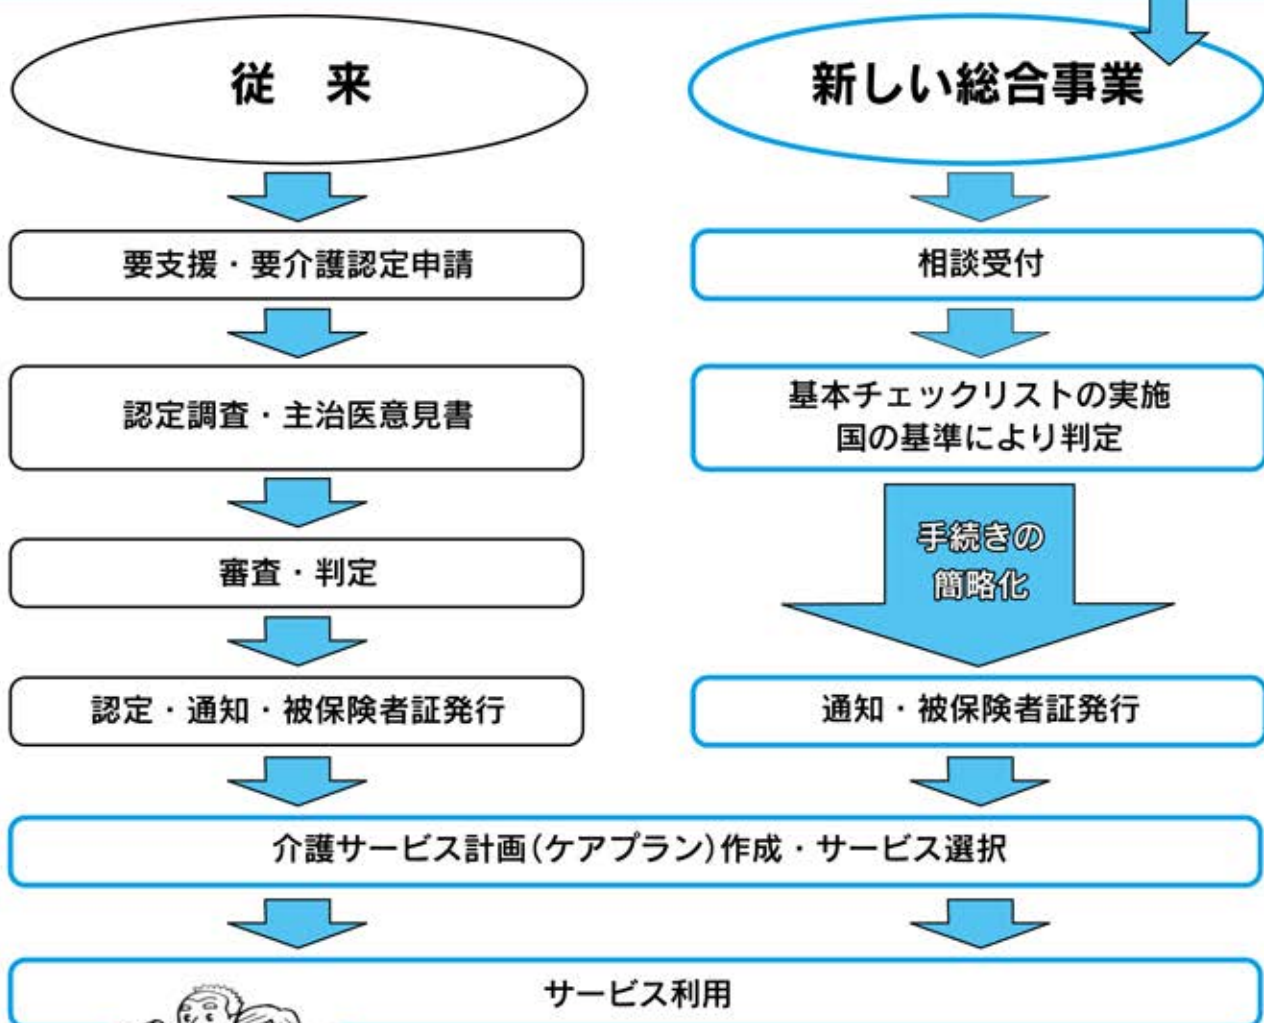 従　来
要支援・要介護認定申請
認定調査・主治医意見書
審査・判定
認定・通知・被保険者証発行
新しい総合事業
相談受付
基本チェックリストの実施
国の基準により判定
手続きの
簡略化
通知・被保険者証発行
介護サービス計画（ケアプラン）作成・サービス選択
サービス利用